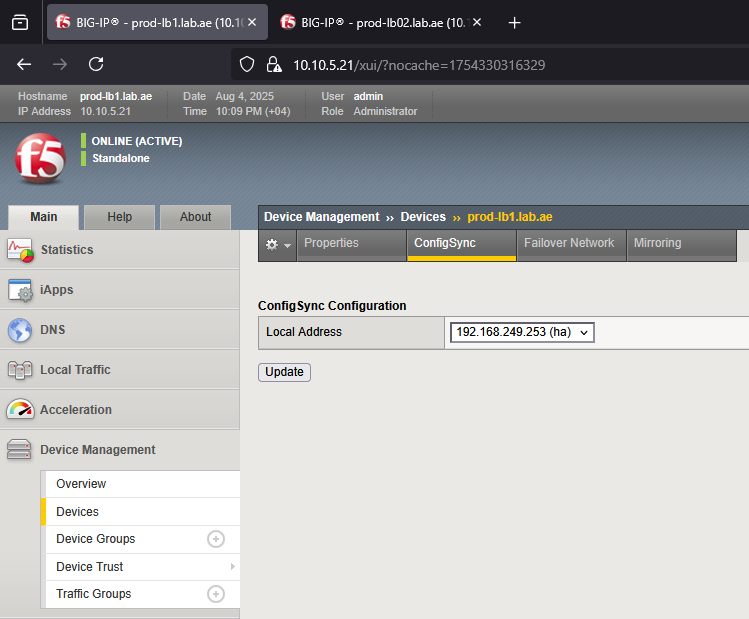 BIG-IP® - prod-lb1.lab.ae (10.10
BIG-IP® - prod-lb02.lab.ae (10.
10.10.5.21/xui/?nocache=1754330316329
Hostname prod-lb1.lab.ae Date Aug 4, 2025 User admin
IP Address 10.10.5.21 Time 10:09 PM (+04) Role Administrator
f5
ONLINE (ACTIVE)
Standalone
Main Help About
Device Management ›› Devices ›› prod-lb1.lab.ae
Properties ConfigSync Failover Network Mirroring
Statistics
iApps
DNS
Local Traffic
Acceleration
Device Management
Overview
Devices
Device Groups
Device Trust
Traffic Groups
ConfigSync Configuration
Local Address 192.168.249.253 (ha)
Update